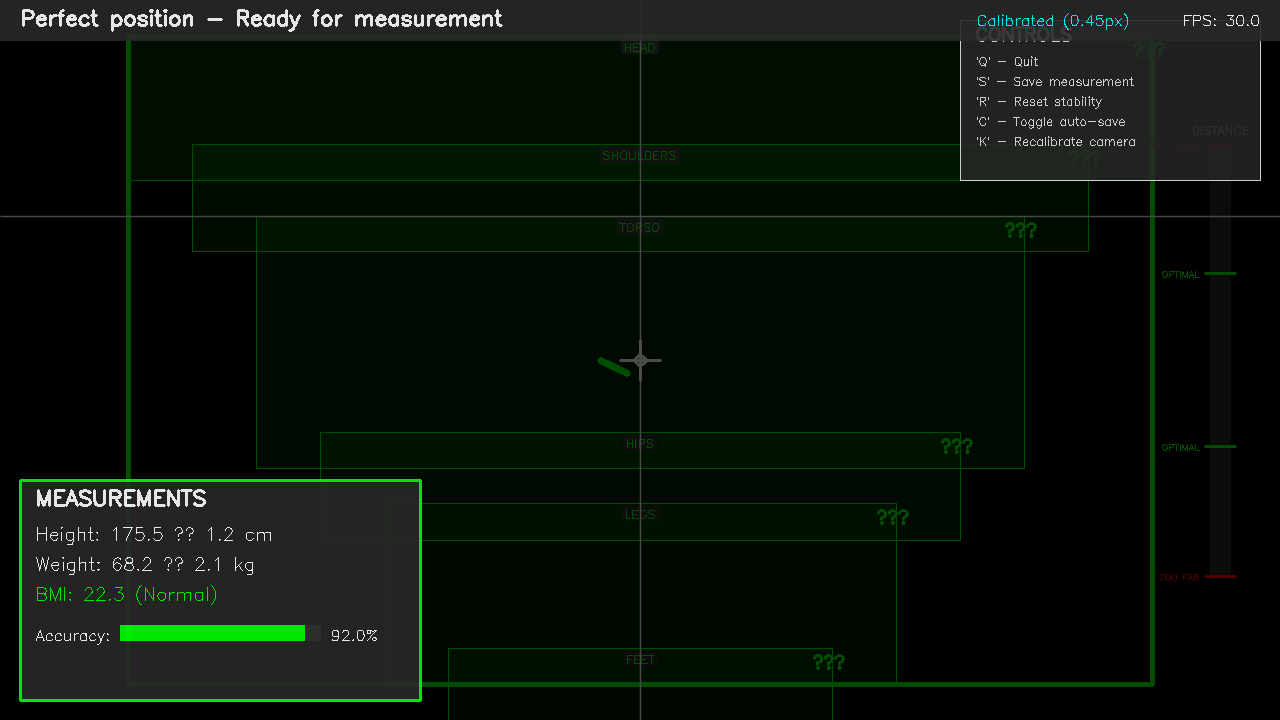 Perfect position — Ready for measurement
Calibrated (0.45px)
FPS: 30.0
CONTROLS
'Q' — Quit
'S' — Save measurement
'R' — Reset stability
'C' — Toggle auto—save
'K' — Recalibrate camera
HEAD
???
DISTANCE
SHOULDERS
???
TORSO
???
OPTIMAL
HIPS
???
OPTIMAL
LEGS
???
TOO FAR
FEET
???
MEASUREMENTS
Height: 175.5 ?? 1.2 cm
Weight: 68.2 ?? 2.1 kg
BMI: 22.3 (Normal)
Accuracy: 92.0%